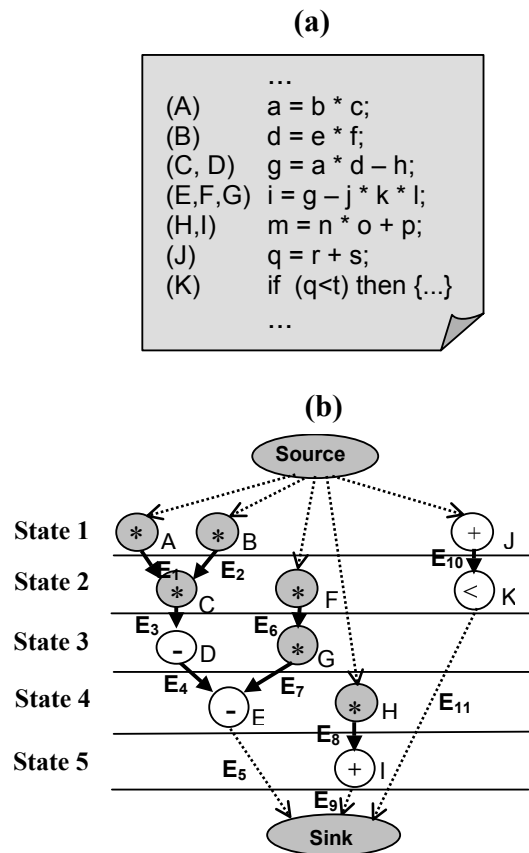 (a)
...
(A) a = b * c;
(B) d = e * f;
(C, D) g = a * d – h;
(E,F,G) i = g – j * k * l;
(H,I) m = n * o + p;
(J) q = r + s;
(K) if (q<t) then {...}
...
(b)
Source
State 1 * A * B + J
E1 E2 E10
State 2 * C * F < K
E3 E6
State 3 - D * G
E4 E7
State 4 - E * H E11
E8
State 5 E5 + I
E9
Sink